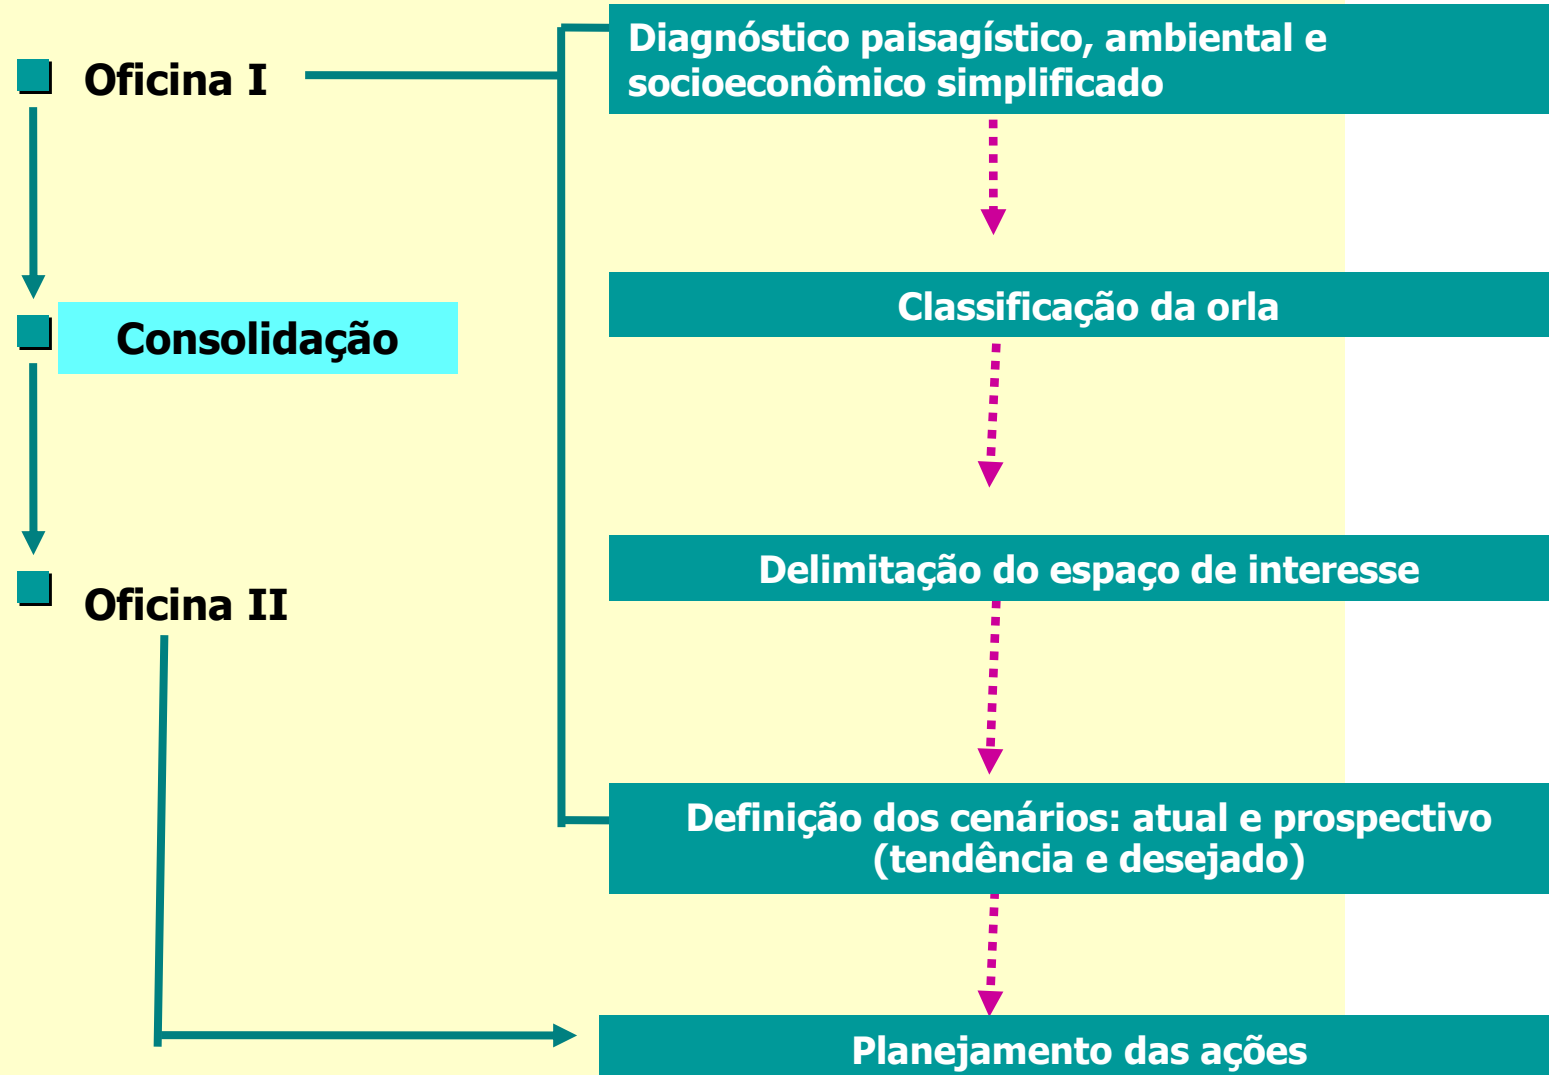 Oficina I
Consolidação
Oficina II
Diagnóstico paisagístico, ambiental e
socioeconômico simplificado
Classificação da orla
Delimitação do espaço de interesse
Definição dos cenários: atual e prospectivo
(tendência e desejado)
Planejamento das ações